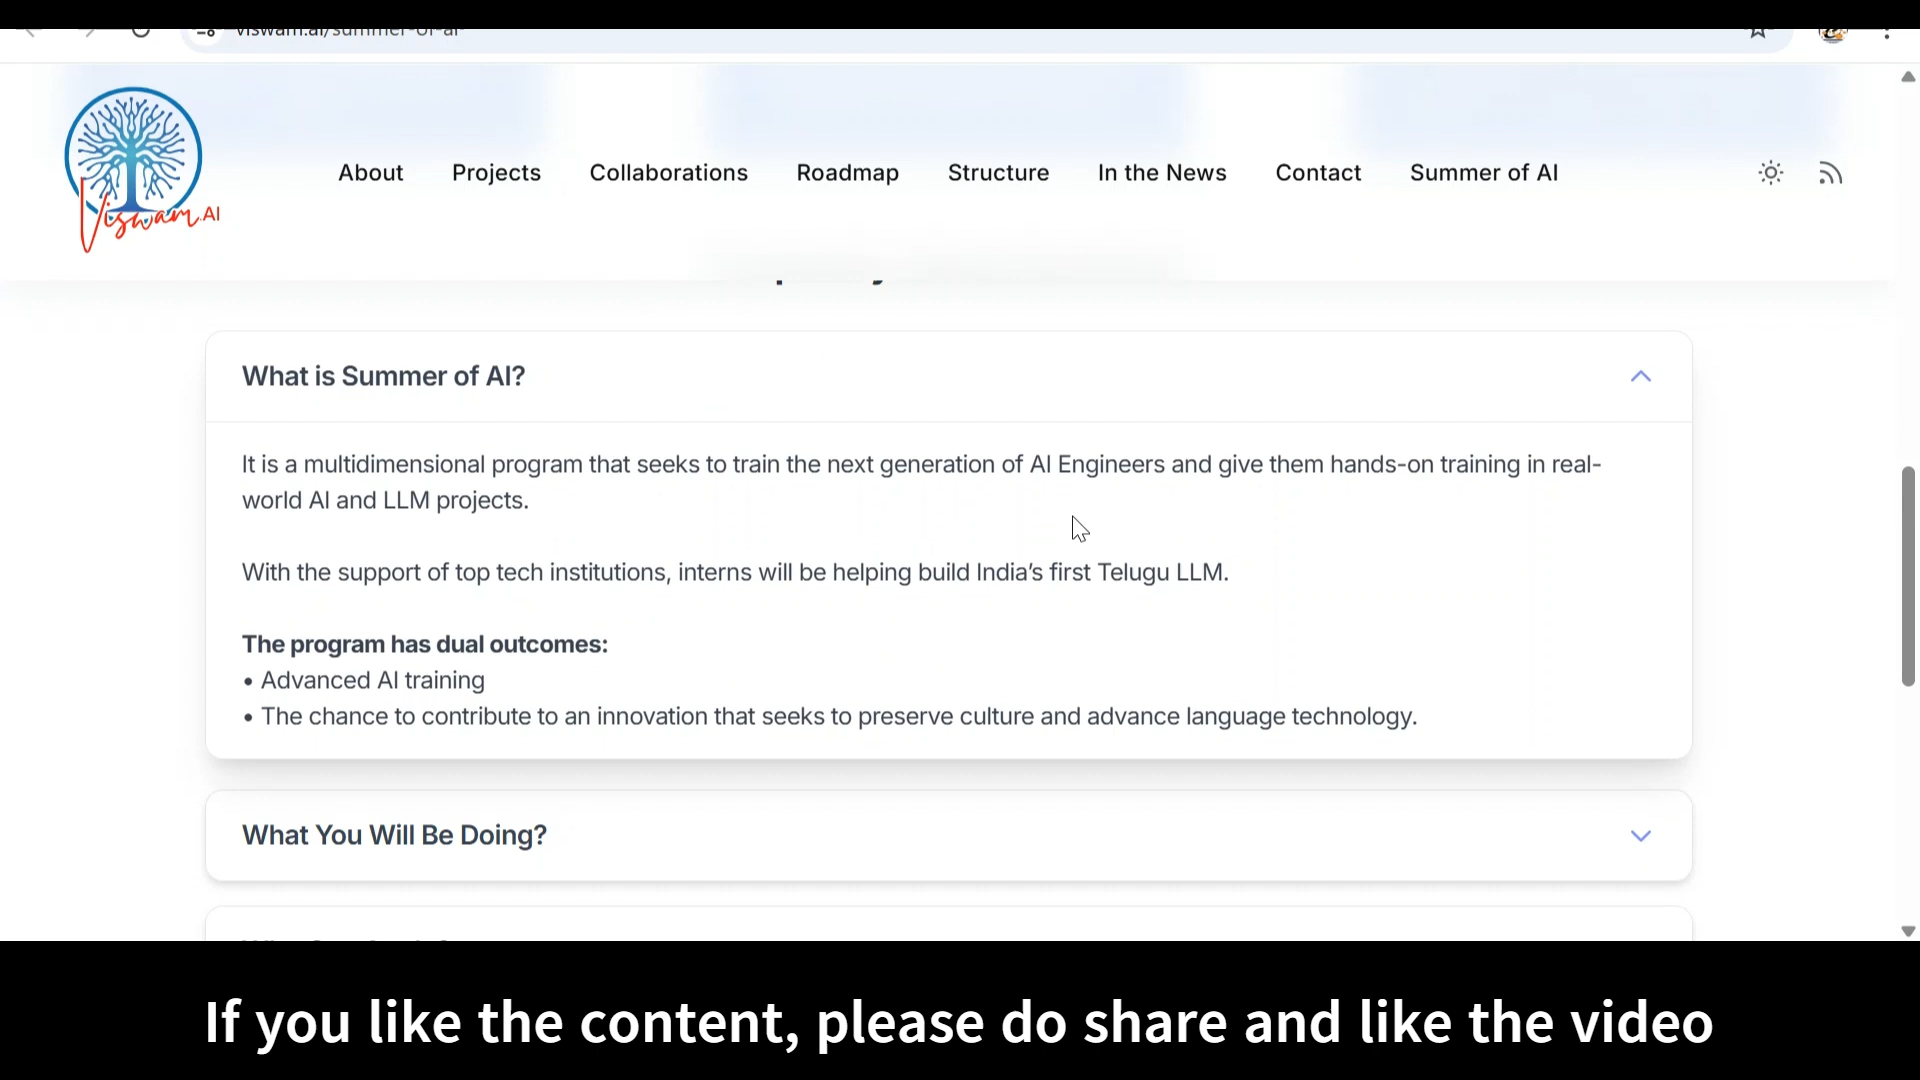 viswam.ai/summer-of-ai
Viswam.AI
About Projects Collaborations Roadmap Structure In the News Contact Summer of AI
What is Summer of AI?
It is a multidimensional program that seeks to train the next generation of AI Engineers and give them hands-on training in real-
world AI and LLM projects.
With the support of top tech institutions, interns will be helping build India’s first Telugu LLM.
The program has dual outcomes:
• Advanced AI training
• The chance to contribute to an innovation that seeks to preserve culture and advance language technology.
What You Will Be Doing?
If you like the content, please do share and like the video